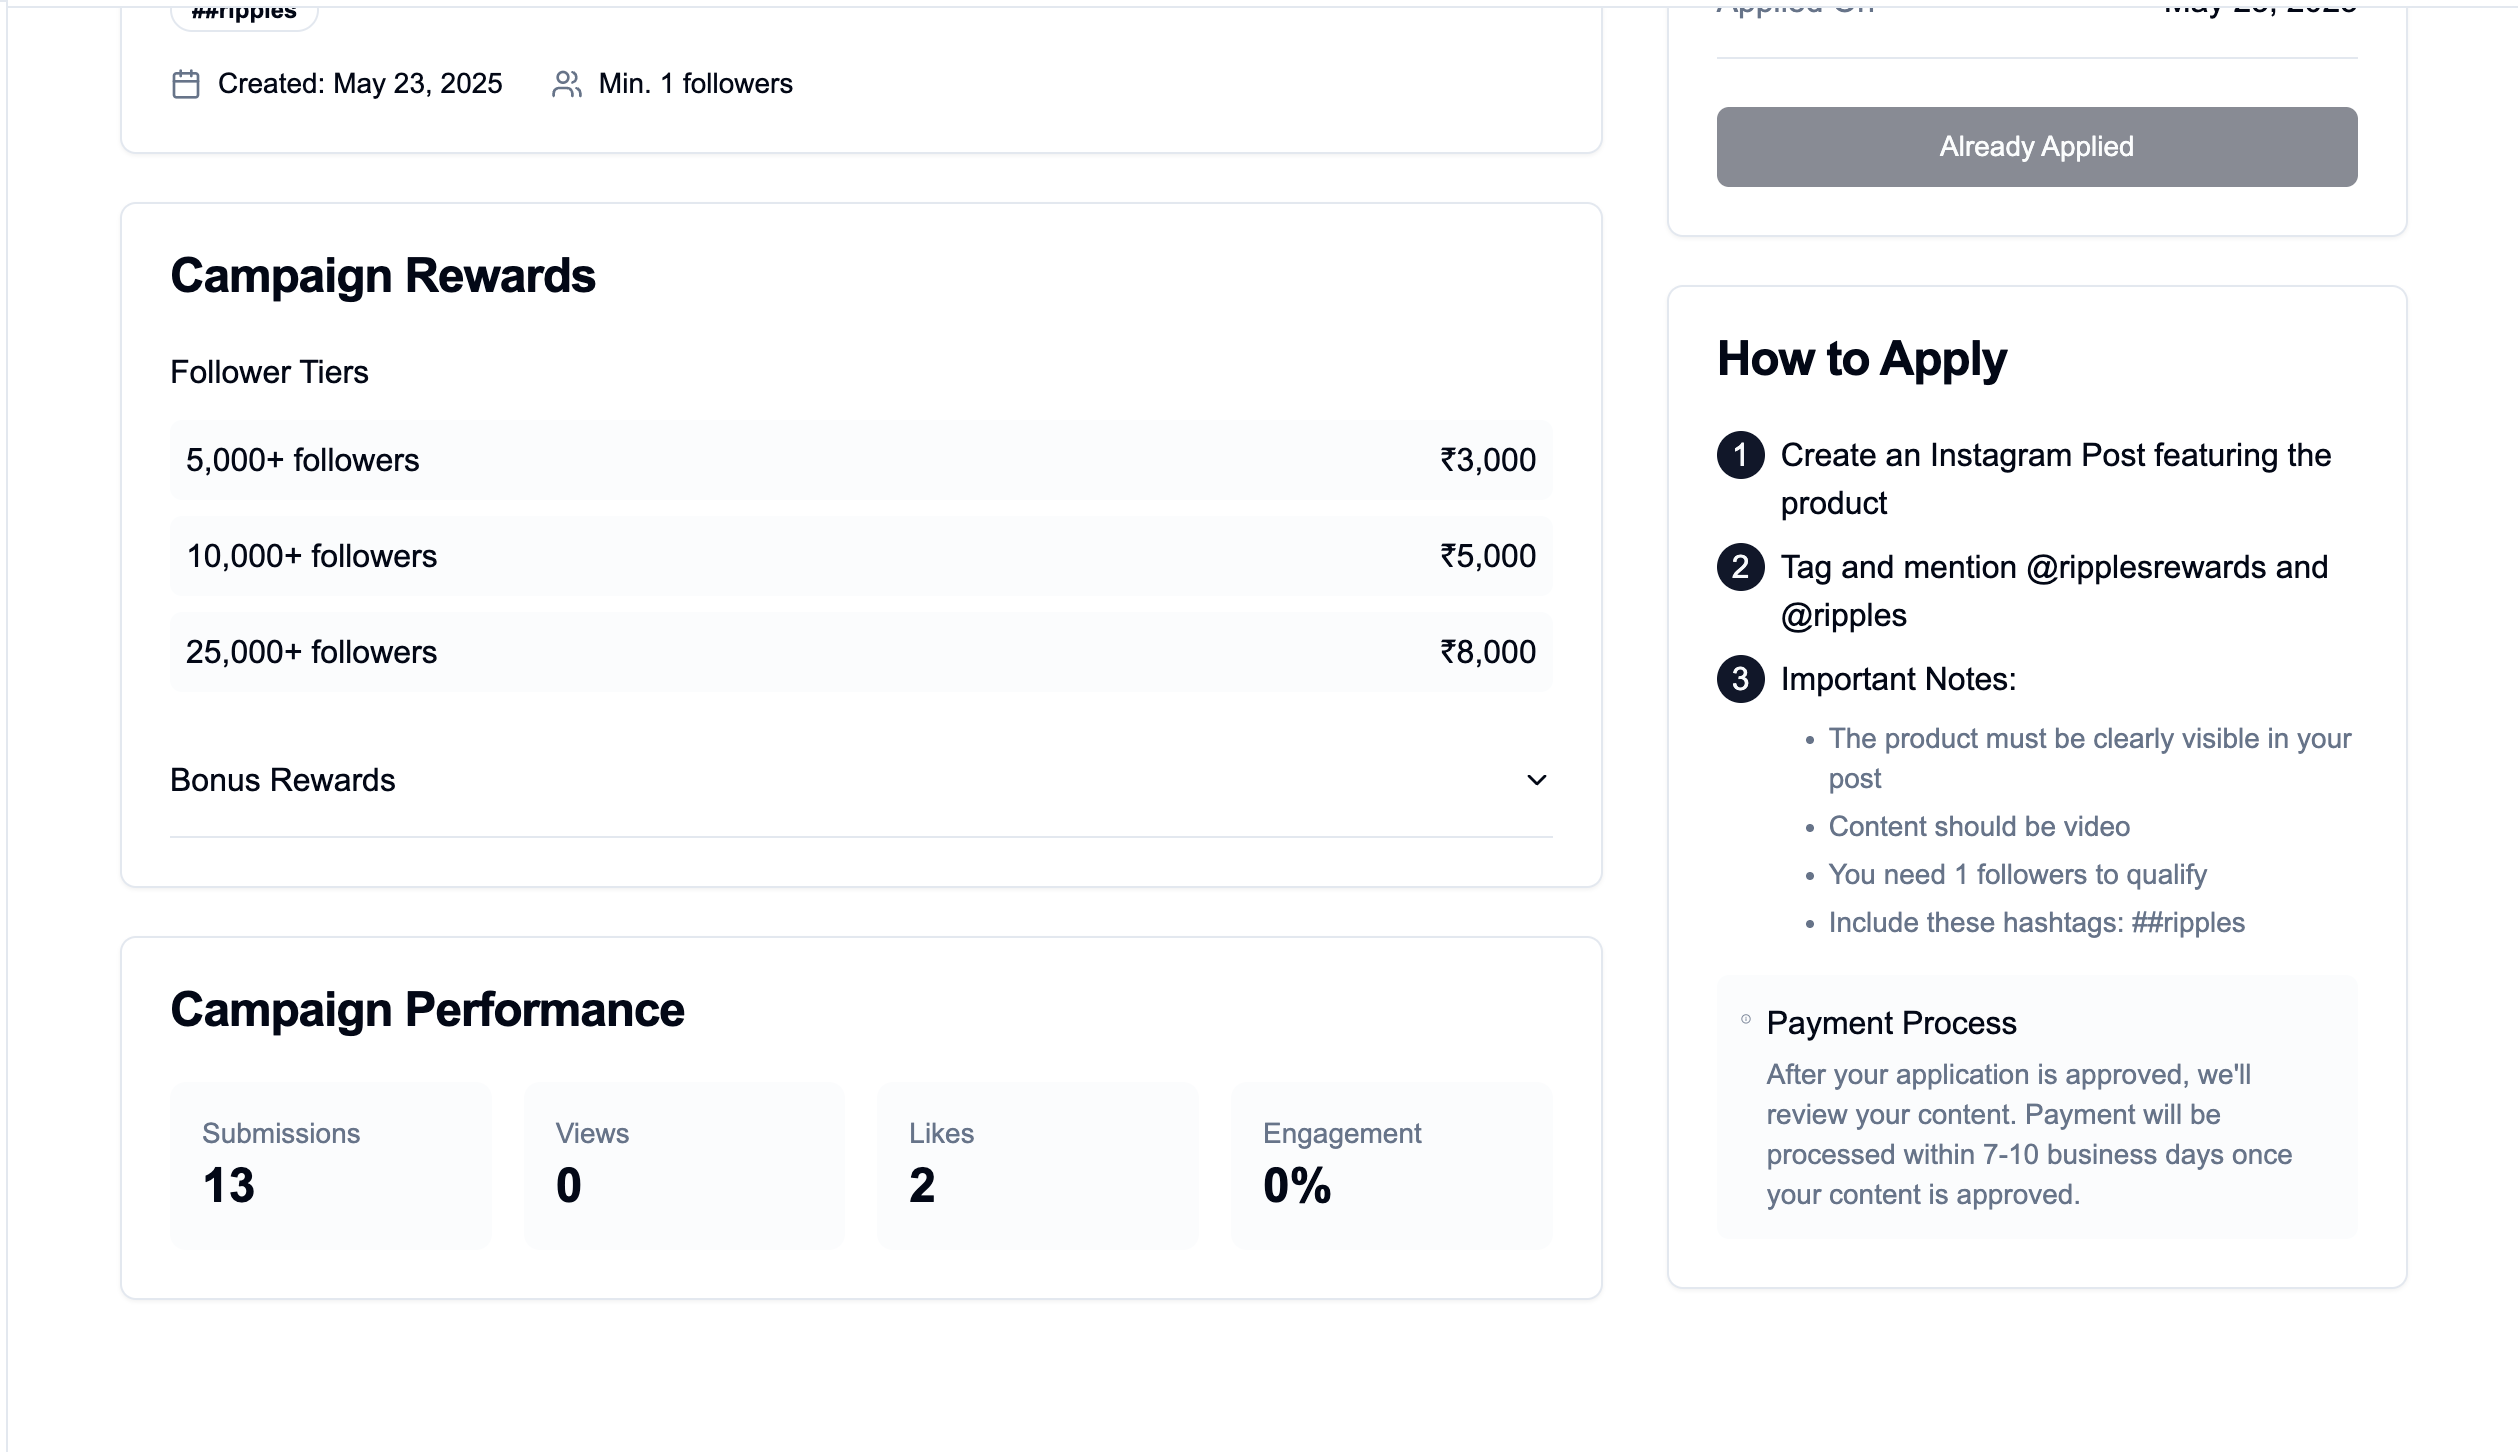 ##ripples
Created: May 23, 2025
Min. 1 followers
Campaign Rewards
Follower Tiers
5,000+ followers
₹3,000
10,000+ followers
₹5,000
25,000+ followers
₹8,000
Bonus Rewards
Campaign Performance
Submissions
13
Views
0
Likes
2
Engagement
0%
Applied On
Already Applied
How to Apply
1 Create an Instagram Post featuring the
product
2 Tag and mention @ripplesrewards and
@ripples
3 Important Notes:
• The product must be clearly visible in your
post
• Content should be video
• You need 1 followers to qualify
• Include these hashtags: ##ripples
Payment Process
After your application is approved, we'll
review your content. Payment will be
processed within 7-10 business days once
your content is approved.